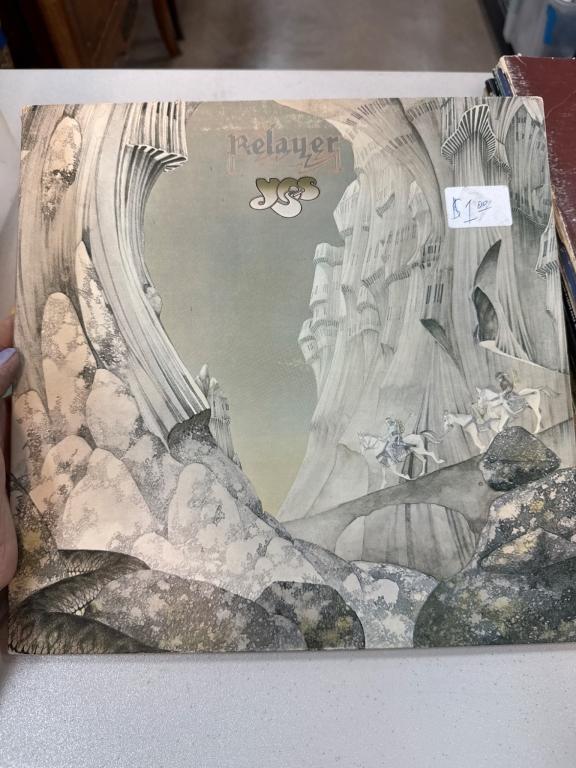 Relayer
yes
$1.00